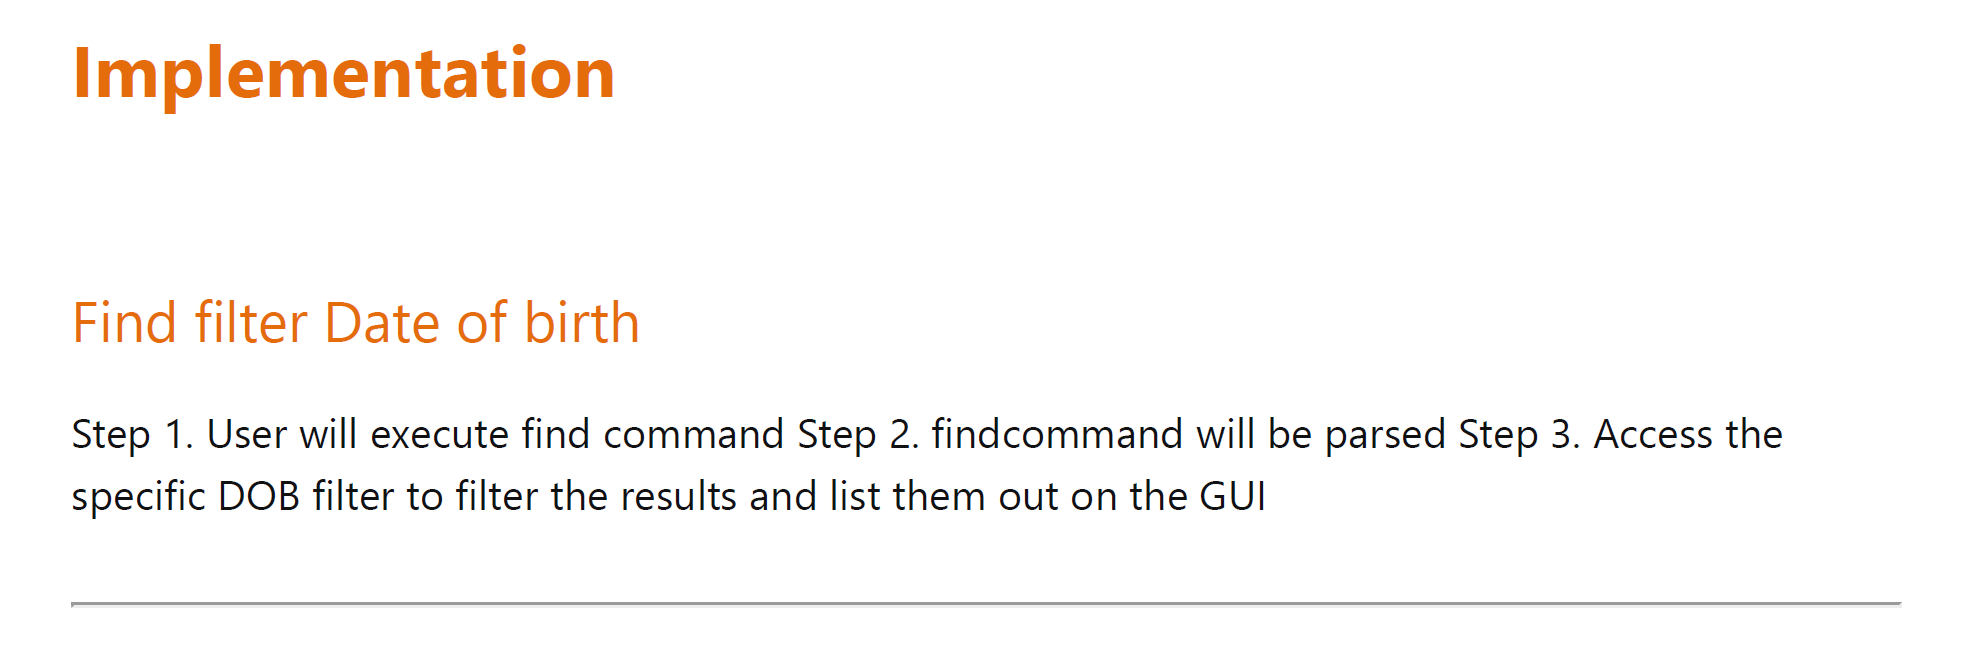 Implementation
Find filter Date of birth
Step 1. User will execute find command Step 2. findcommand will be parsed Step 3. Access the
specific DOB filter to filter the results and list them out on the GUI